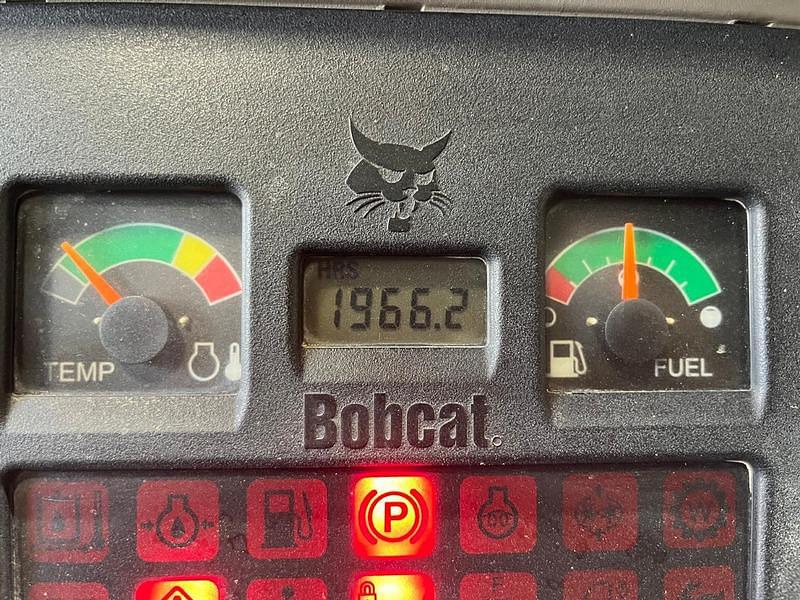 HRS
1966.2
TEMP
FUEL
Bobcat
P